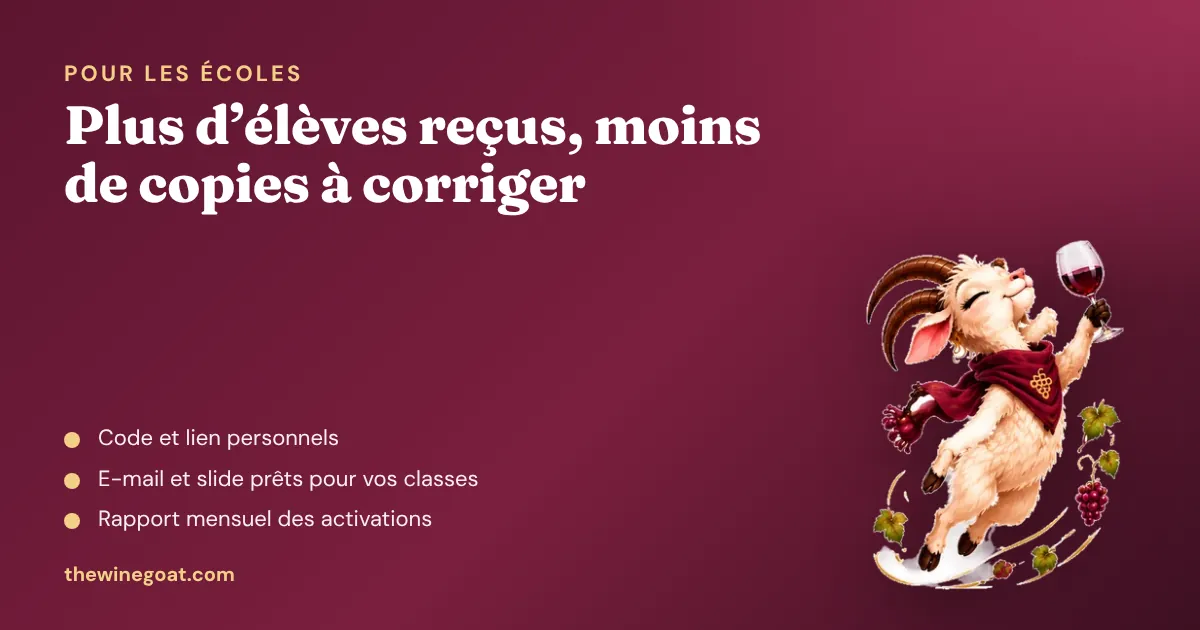 POUR LES ÉCOLES
Plus d’élèves reçus, moins
de copies à corriger
Code et lien personnels
E-mail et slide prêts pour vos classes
Rapport mensuel des activations
thewinegoat.com